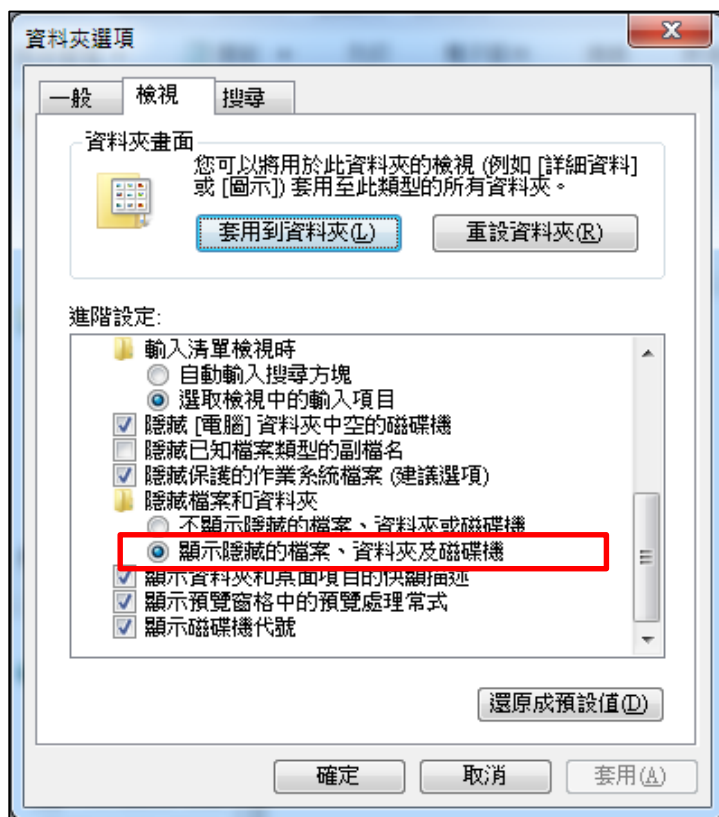 資料夾選項
一般 檢視 搜尋
資料夾畫面
您可以將用於此資料夾的檢視 (例如 [詳細資料]
或 [圖示]) 套用至此類型的所有資料夾。
套用到資料夾(L) 重設資料夾(R)
進階設定:
輸入清單檢視時
自動輸入搜尋方塊
選取檢視中的輸入項目
隱藏 [電腦] 資料夾中空的磁碟機
隱藏已知檔案類型的副檔名
隱藏保護的作業系統檔案 (建議選項)
隱藏檔案和資料夾
不顯示隱藏的檔案、資料夾或磁碟機
顯示隱藏的檔案、資料夾及磁碟機
顯示資料夾和桌面項目的快顯描述
顯示預覽窗格中的預覽處理常式
顯示磁碟機代號
還原成預設值(D)
確定 取消 套用(A)